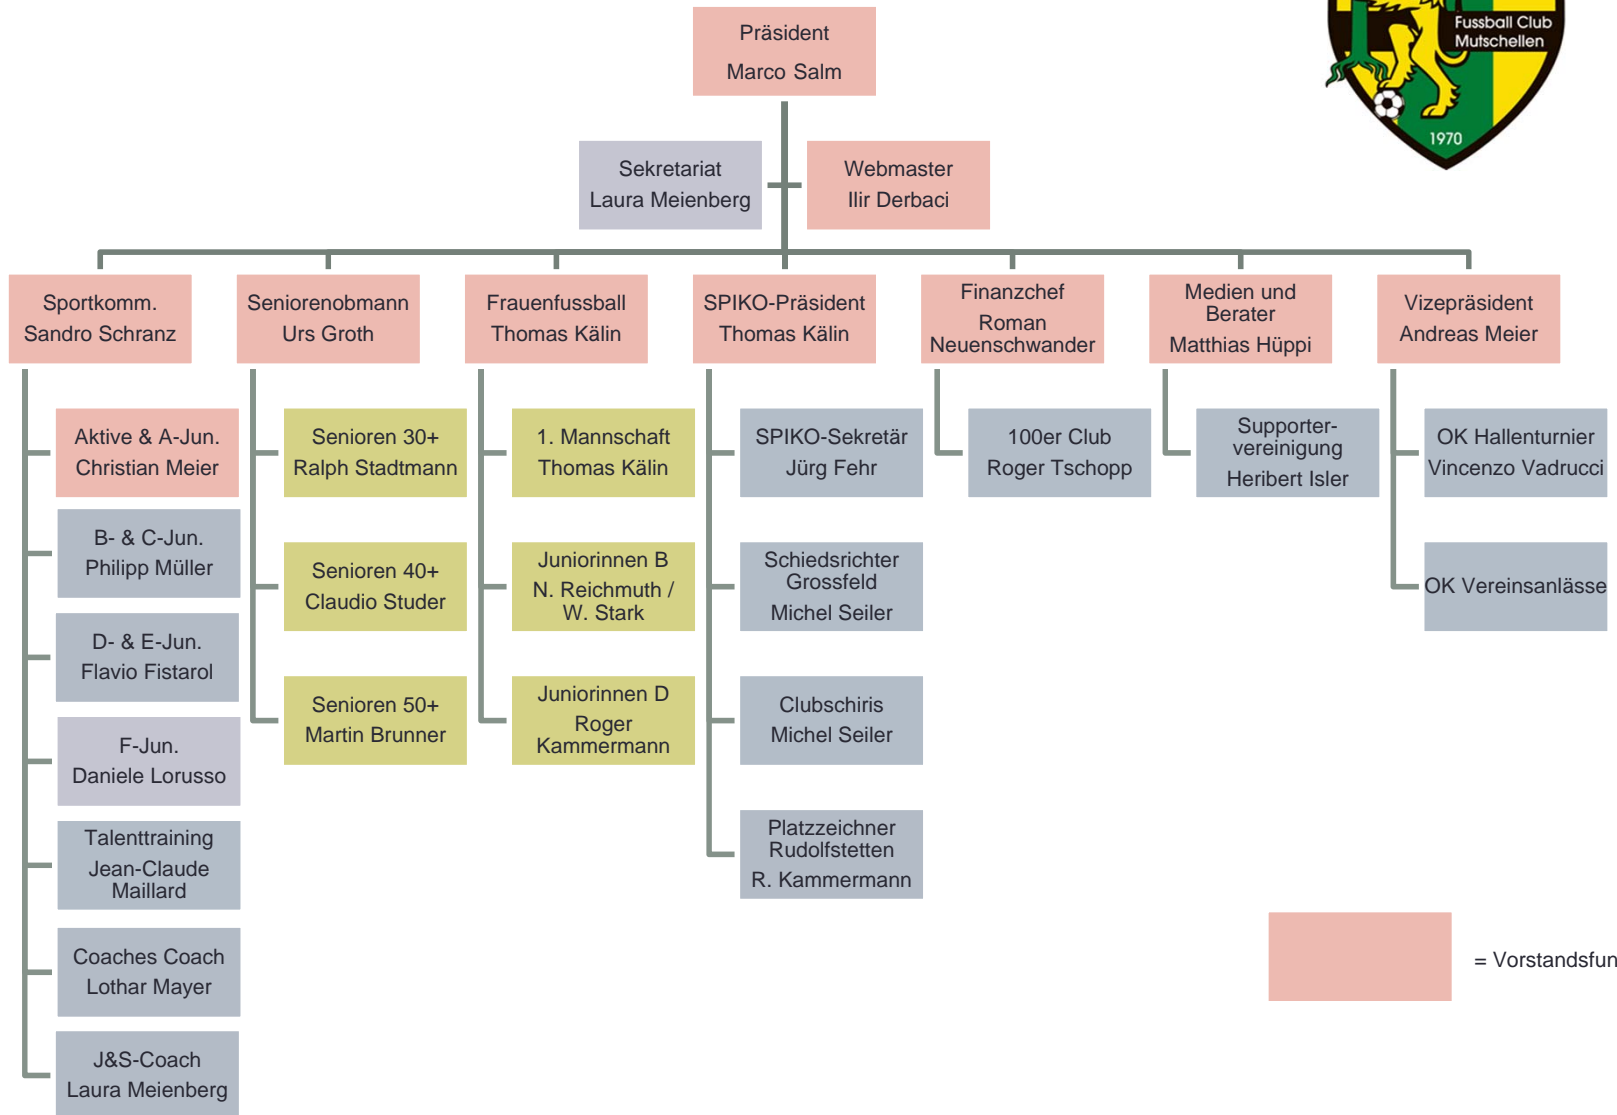 Fussball Club
Mutschellen
1970
Präsident
Marco Salm
Sekretariat
Laura Meienberg
Webmaster
Ilir Derbaci
Sportkomm.
Sandro Schranz
Seniorenobmann
Urs Groth
Frauenfussball
Thomas Kälin
SPIKO-Präsident
Thomas Kälin
Finanzchef
Roman
Neuenschwander
Medien und
Berater
Matthias Hüppi
Vizepräsident
Andreas Meier
Aktive & A-Jun.
Christian Meier
B- & C-Jun.
Philipp Müller
D- & E-Jun.
Flavio Fistarol
F-Jun.
Daniele Lorusso
Talenttraining
Jean-Claude
Maillard
Coaches Coach
Lothar Mayer
J&S-Coach
Laura Meienberg
Senioren 30+
Ralph Stadtmann
Senioren 40+
Claudio Studer
Senioren 50+
Martin Brunner
1. Mannschaft
Thomas Kälin
Juniorinnen B
N. Reichmuth /
W. Stark
Juniorinnen D
Roger
Kammermann
SPIKO-Sekretär
Jürg Fehr
Schiedsrichter
Grossfeld
Michel Seiler
Clubschiris
Michel Seiler
Platzzeichner
Rudolfstetten
R. Kammermann
100er Club
Roger Tschopp
Supporter-
vereinigung
Heribert Isler
OK Hallenturnier
Vincenzo Vadrucci
OK Vereinsanlässe
= Vorstandsfun